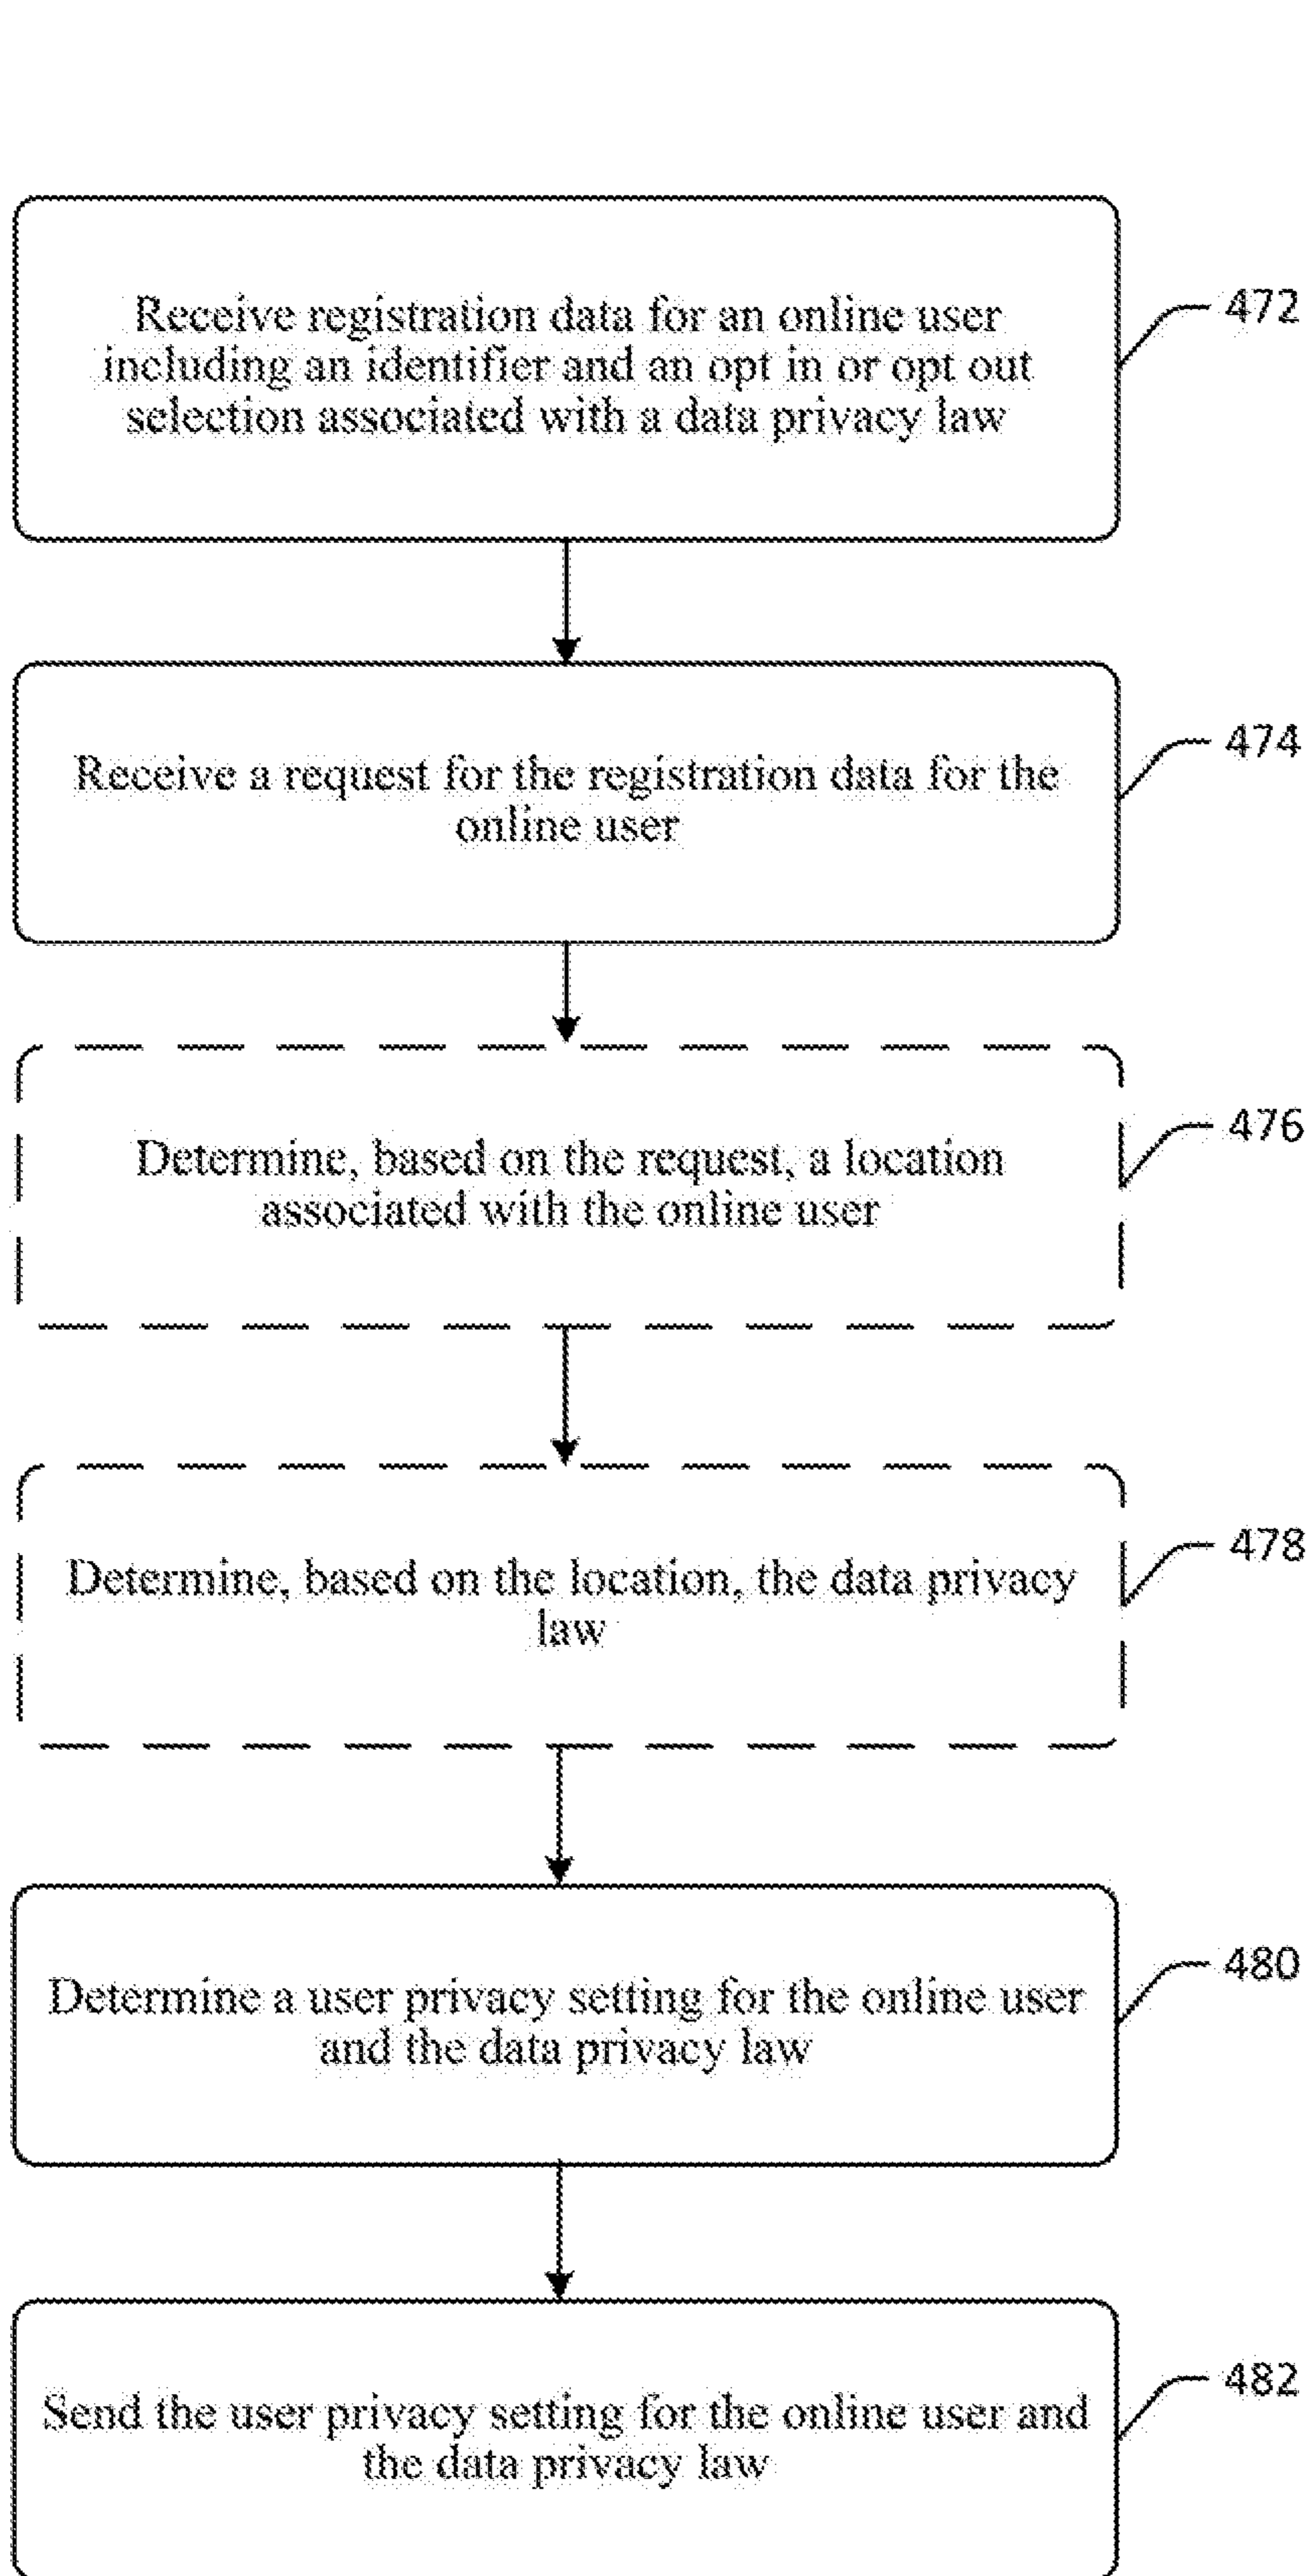 Receive registration data for an online user
including an identifier and an opt in or opt out
selection associated with a data privacy law
472
Receive a request for the registration data for the
online user
474
Determine, based on the request, a location
associated with the online user
476
Determine, based on the location, the data privacy
law
478
Determine a user privacy setting for the online user
and the data privacy law
480
Send the user privacy setting for the online user and
the data privacy law
482